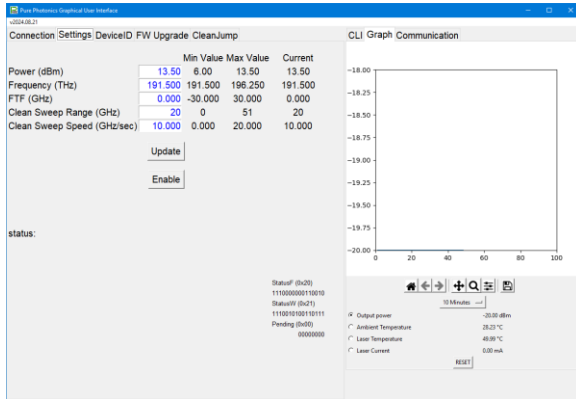 Pure Photonics Graphical User Interface
v2024.08.21
Connection Settings DeviceID FW Upgrade CleanJump
Min Value Max Value Current
Power (dBm) 13.50 6.00 13.50 13.50
Frequency (THz) 191.500 191.500 196.250 191.500
FTF (GHz) 0.000 -30.000 30.000 0.000
Clean Sweep Range (GHz) 20 0 51 20
Clean Sweep Speed (GHz/sec) 10.000 0.000 20.000 10.000
Update
Enable
status:
StatusF (0x20)
1110000000110010
StatusW (0x21)
1110010100110111
Pending (0x00)
00000000
CLI Graph Communication
−18.00
−18.25
−18.50
−18.75
−19.00
−19.25
−19.50
−19.75
−20.00
0 20 40 60 80 100
10 Minutes
Output power -20.00 dBm
Ambient Temperature 28.23 °C
Laser Temperature 49.99 °C
Laser Current 0.00 mA
RESET